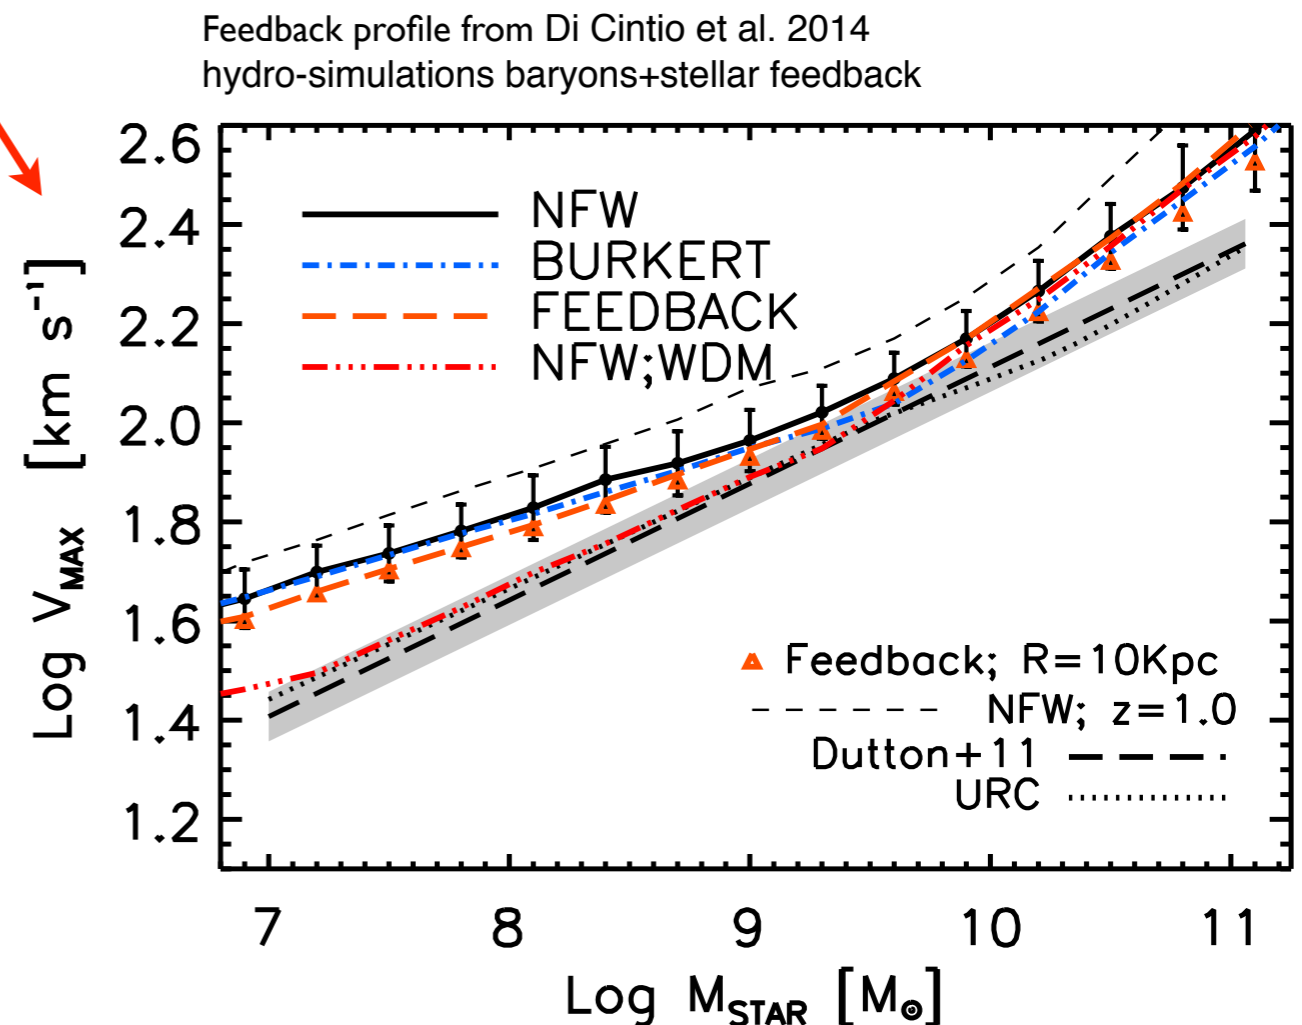 Feedback profile from Di Cintio et al. 2014
hydro-simulations baryons+stellar feedback
2.6
2.4
2.2
2.0
1.8
1.6
1.4
1.2
Log V_MAX [km s⁻¹]
NFW
BURKERT
FEEDBACK
NFW;WDM
Feedback; R=10Kpc
NFW; z=1.0
Dutton+11
URC
7 8 9 10 11
Log M_STAR [M_⊙]